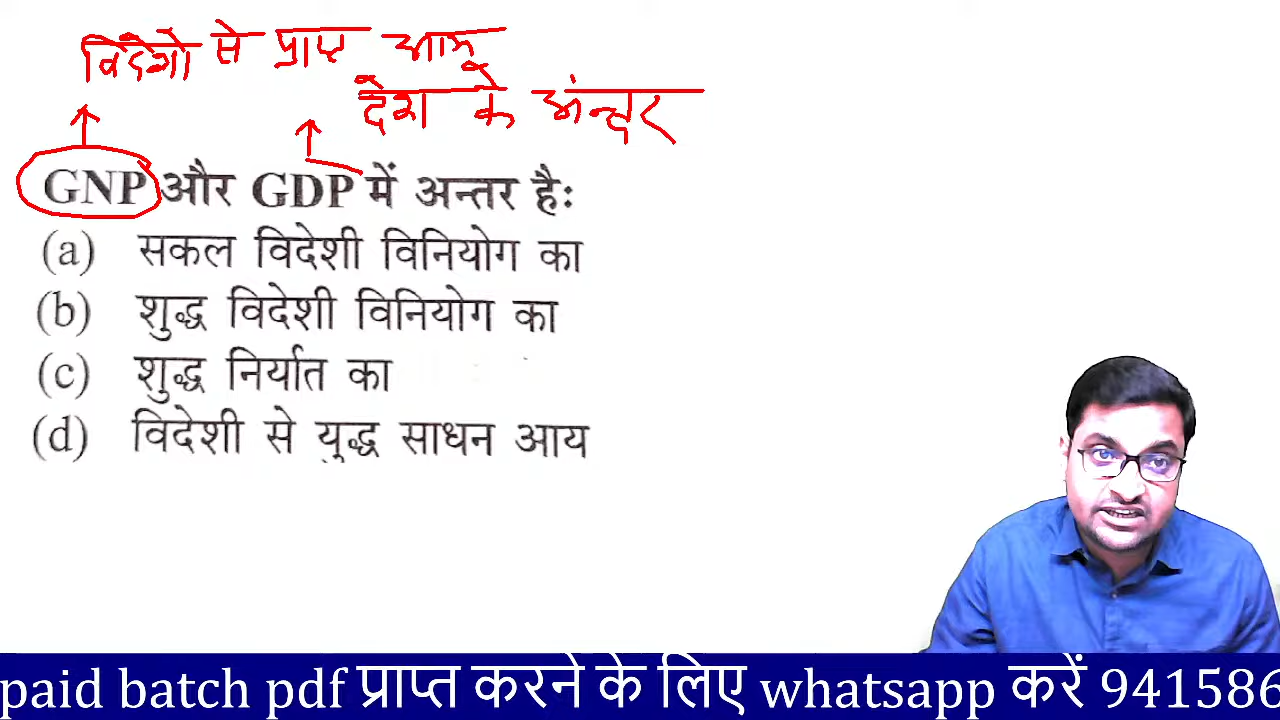 विदेशो से प्राप्त आय
देश के अन्दर
GNP और GDP में अन्तर है:
(a) सकल विदेशी विनियोग का
(b) शुद्ध विदेशी विनियोग का
(c) शुद्ध निर्यात का
(d) विदेशी से युद्ध साधन आय
paid batch pdf प्राप्त करने के लिए whatsapp करें 941586